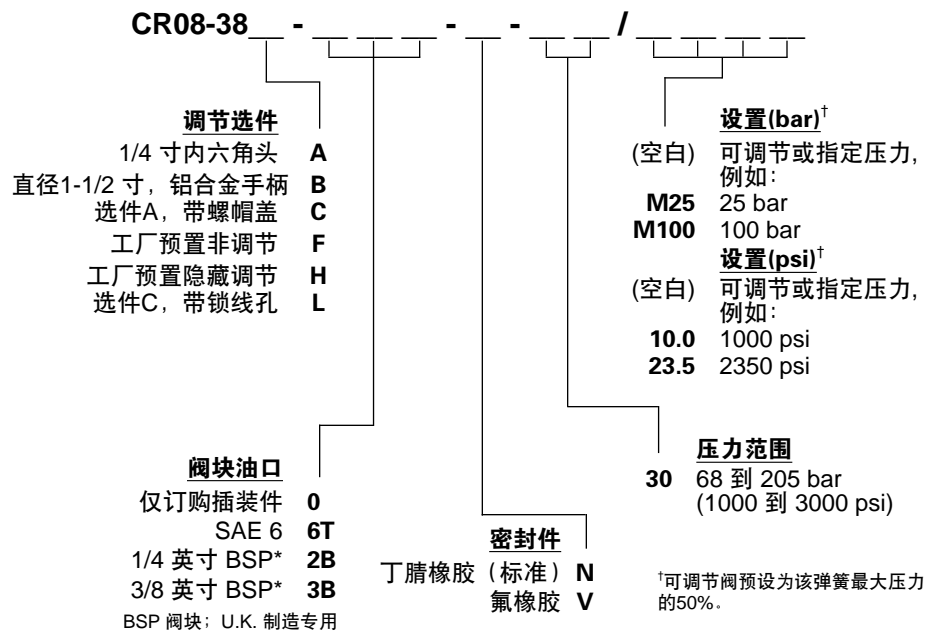 CR08-38__ - __ __ __ - __ - __ __ / __ __ __ __
调节选件
1/4 寸内六角头 A
直径1-1/2 寸，铝合金手柄 B
选件A，带螺帽盖 C
工厂预置非调节 F
工厂预置隐藏调节 H
选件C，带锁线孔 L
阀块油口
仅订购插装件 0
SAE 6 6T
1/4 英寸 BSP* 2B
3/8 英寸 BSP* 3B
BSP 阀块；U.K. 制造专用
密封件
丁腈橡胶（标准）N
氟橡胶 V
设置(bar)†
(空白) 可调节或指定压力，
例如：
M25 25 bar
M100 100 bar
设置(psi)†
(空白) 可调节或指定压力，
例如：
10.0 1000 psi
23.5 2350 psi
压力范围
30 68 到 205 bar
(1000 到 3000 psi)
†可调节阀预设为该弹簧最大压力
的50%。